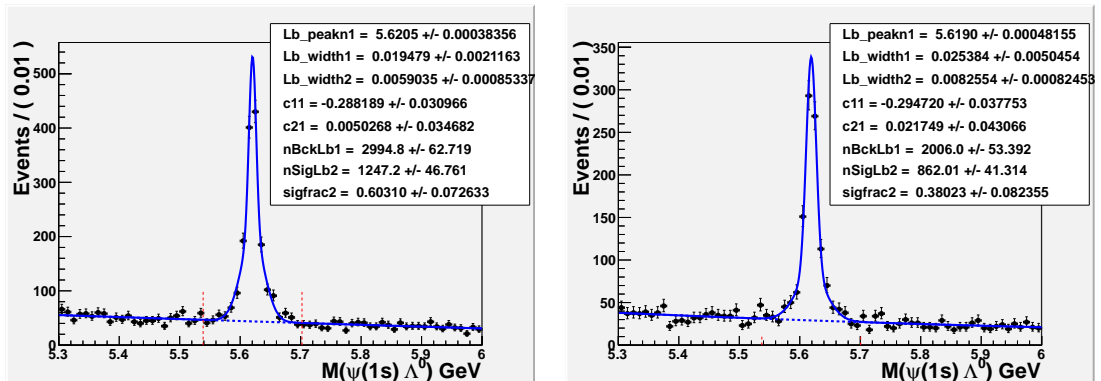 Lb_peakn1 = 5.6205 +/- 0.00038356
Lb_width1 = 0.019479 +/- 0.0021163
Lb_width2 = 0.0059035 +/- 0.00085337
c11 = -0.288189 +/- 0.030966
c21 = 0.0050268 +/- 0.034682
nBckLb1 = 2994.8 +/- 62.719
nSigLb2 = 1247.2 +/- 46.761
sigfrac2 = 0.60310 +/- 0.072633
Events / ( 0.01 )
500
400
300
200
100
0
5.3 5.4 5.5 5.6 5.7 5.8 5.9 6
M(ψ(1s) Λ⁰) GeV
Lb_peakn1 = 5.6190 +/- 0.00048155
Lb_width1 = 0.025384 +/- 0.0050454
Lb_width2 = 0.0082554 +/- 0.00082453
c11 = -0.294720 +/- 0.037753
c21 = 0.021749 +/- 0.043066
nBckLb1 = 2006.0 +/- 53.392
nSigLb2 = 862.01 +/- 41.314
sigfrac2 = 0.38023 +/- 0.082355
Events / ( 0.01 )
350
300
250
200
150
100
50
0
5.3 5.4 5.5 5.6 5.7 5.8 5.9 6
M(ψ(1s) Λ⁰) GeV